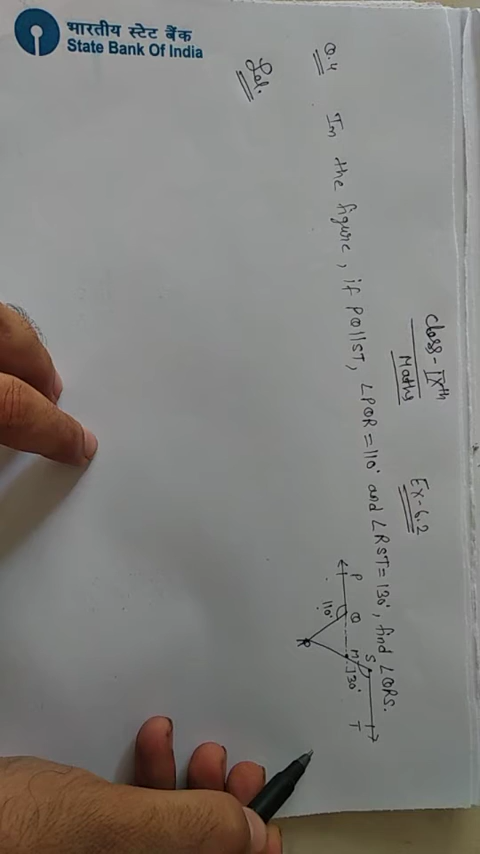 Class-IXth
Maths
Ex-6.2
Q.4 In the figure, if PQ||ST, ∠PQR=110° and ∠RST=130°, find ∠QRS.
P Q M S T
110° 130°
R
Sol.
भारतीय स्टेट बैंक
State Bank Of India